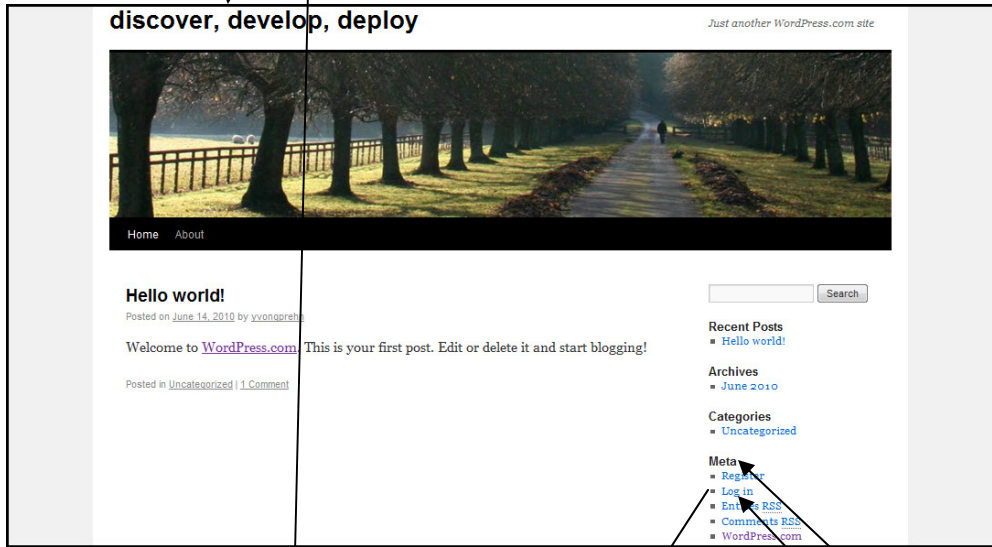 discover, develop, deploy
Just another WordPress.com site
Home About
Hello world!
Posted on June 14, 2010 by yvonqprehn
Welcome to WordPress.com. This is your first post. Edit or delete it and start blogging!
Posted in Uncategorized | 1 Comment
Search
Recent Posts
Hello world!
Archives
June 2010
Categories
Uncategorized
Meta
Register
Log in
Entries RSS
Comments RSS
WordPress.com